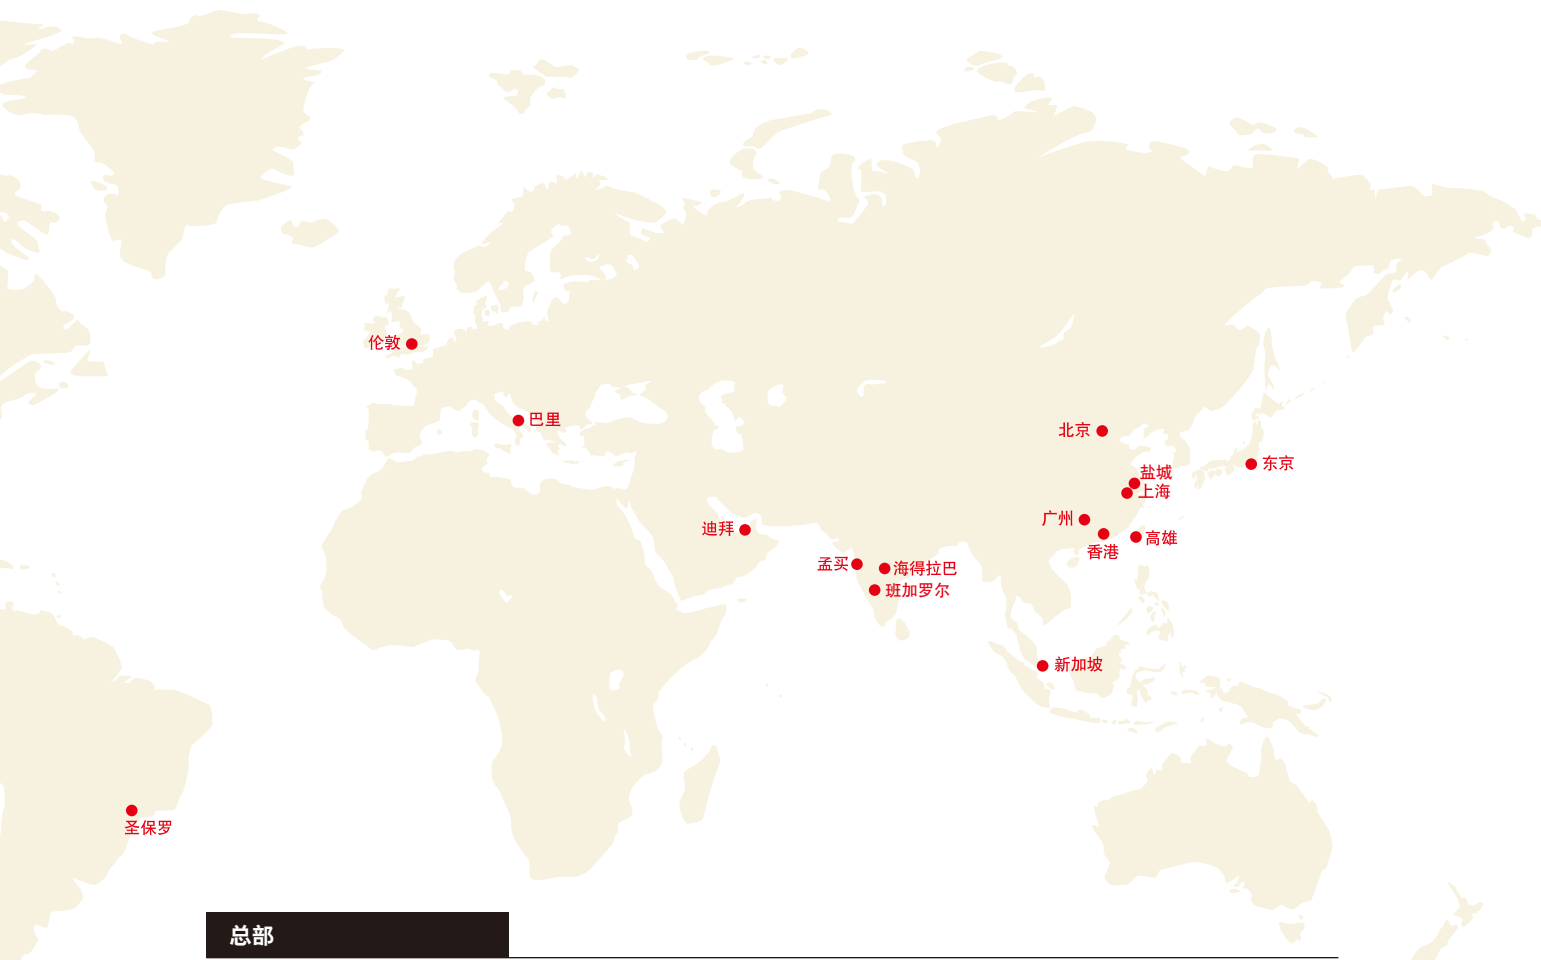 伦敦
巴里
北京
东京
盐城
上海
广州
迪拜
高雄
香港
孟买
海得拉巴
班加罗尔
新加坡
圣保罗
总部